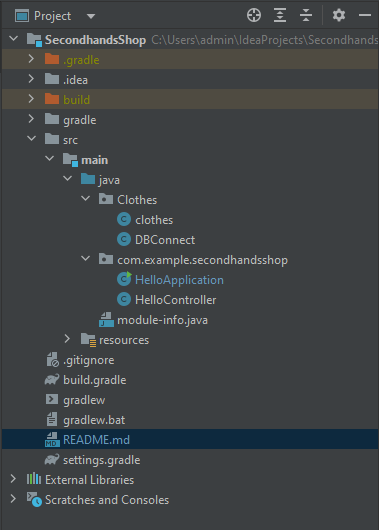 Project
SecondhandsShop C:\Users\admin\IdeaProjects\Secondhands
.gradle
.idea
build
gradle
src
main
java
Clothes
clothes
DBConnect
com.example.secondhandsshop
HelloApplication
HelloController
module-info.java
resources
.gitignore
build.gradle
gradlew
gradlew.bat
README.md
settings.gradle
External Libraries
Scratches and Consoles